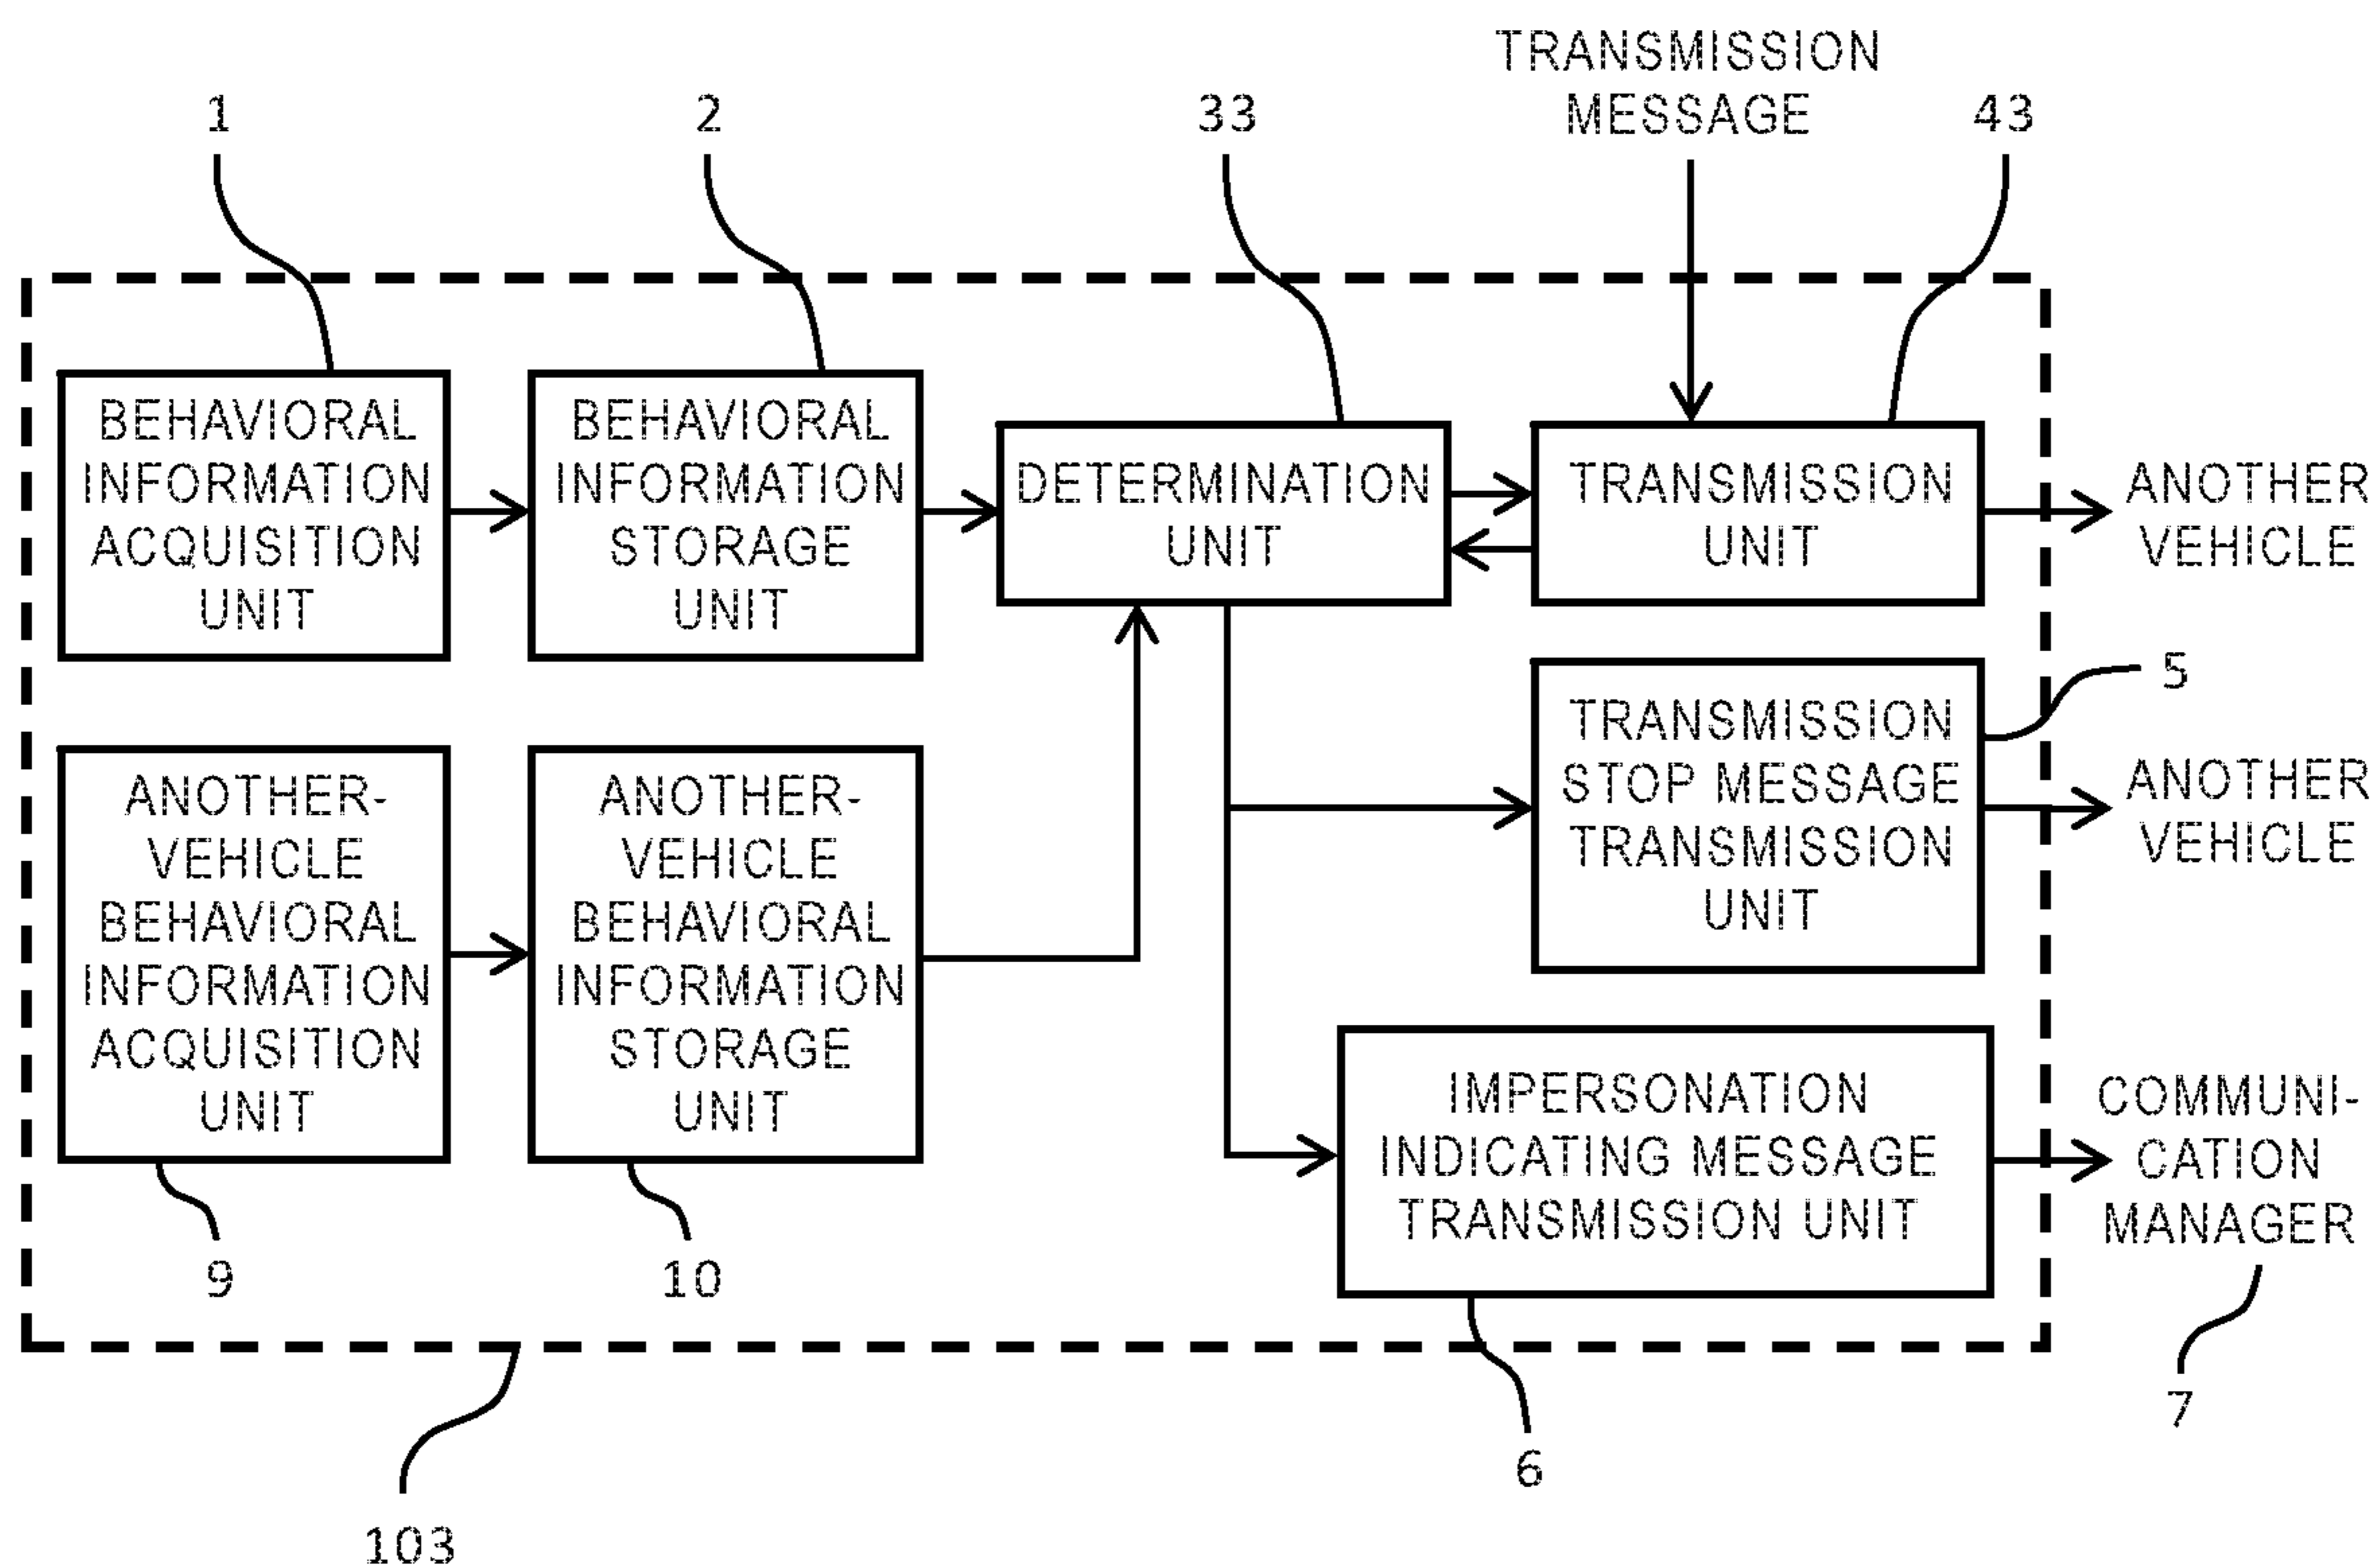 TRANSMISSION
MESSAGE
1
2
33
43
BEHAVIORAL
INFORMATION
ACQUISITION
UNIT
BEHAVIORAL
INFORMATION
STORAGE
UNIT
DETERMINATION
UNIT
TRANSMISSION
UNIT
ANOTHER
VEHICLE
5
TRANSMISSION
STOP MESSAGE
TRANSMISSION
UNIT
ANOTHER
VEHICLE
ANOTHER-
VEHICLE
BEHAVIORAL
INFORMATION
ACQUISITION
UNIT
ANOTHER-
VEHICLE
BEHAVIORAL
INFORMATION
STORAGE
UNIT
IMPERSONATION
INDICATING MESSAGE
TRANSMISSION UNIT
COMMUNI-
CATION
MANAGER
9
10
7
6
103